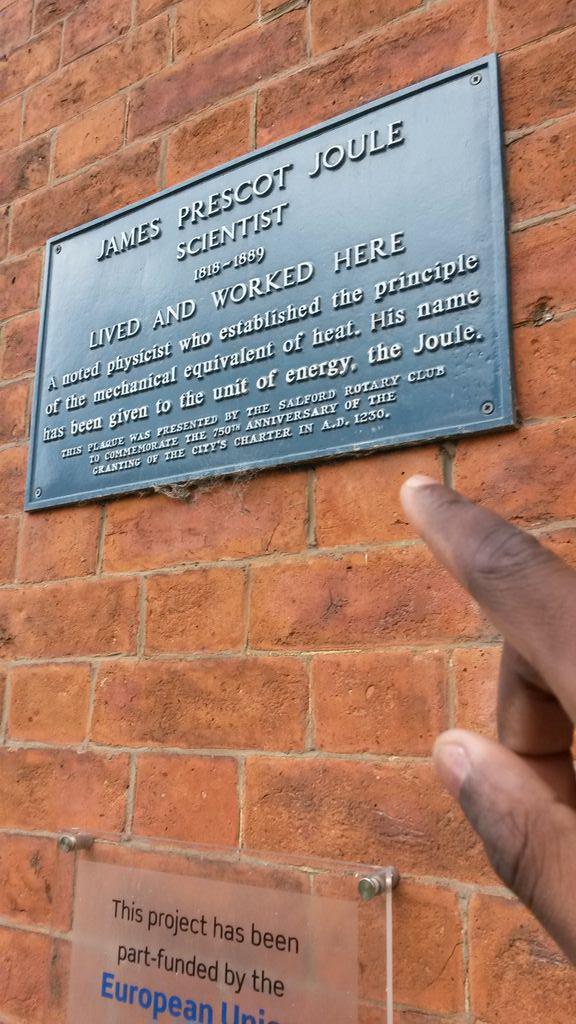 JAMES PRESCOT JOULE
SCIENTIST
1818-1889
LIVED AND WORKED HERE
A noted physicist who established the principle
of the mechanical equivalent of heat. His name
has been given to the unit of energy, the Joule.
THIS PLAQUE WAS PRESENTED BY THE SALFORD ROTARY CLUB
TO COMMEMORATE THE 750TH ANNIVERSARY OF THE
GRANTING OF THE CITY'S CHARTER IN A.D. 1230.
This project has been
part-funded by the
European